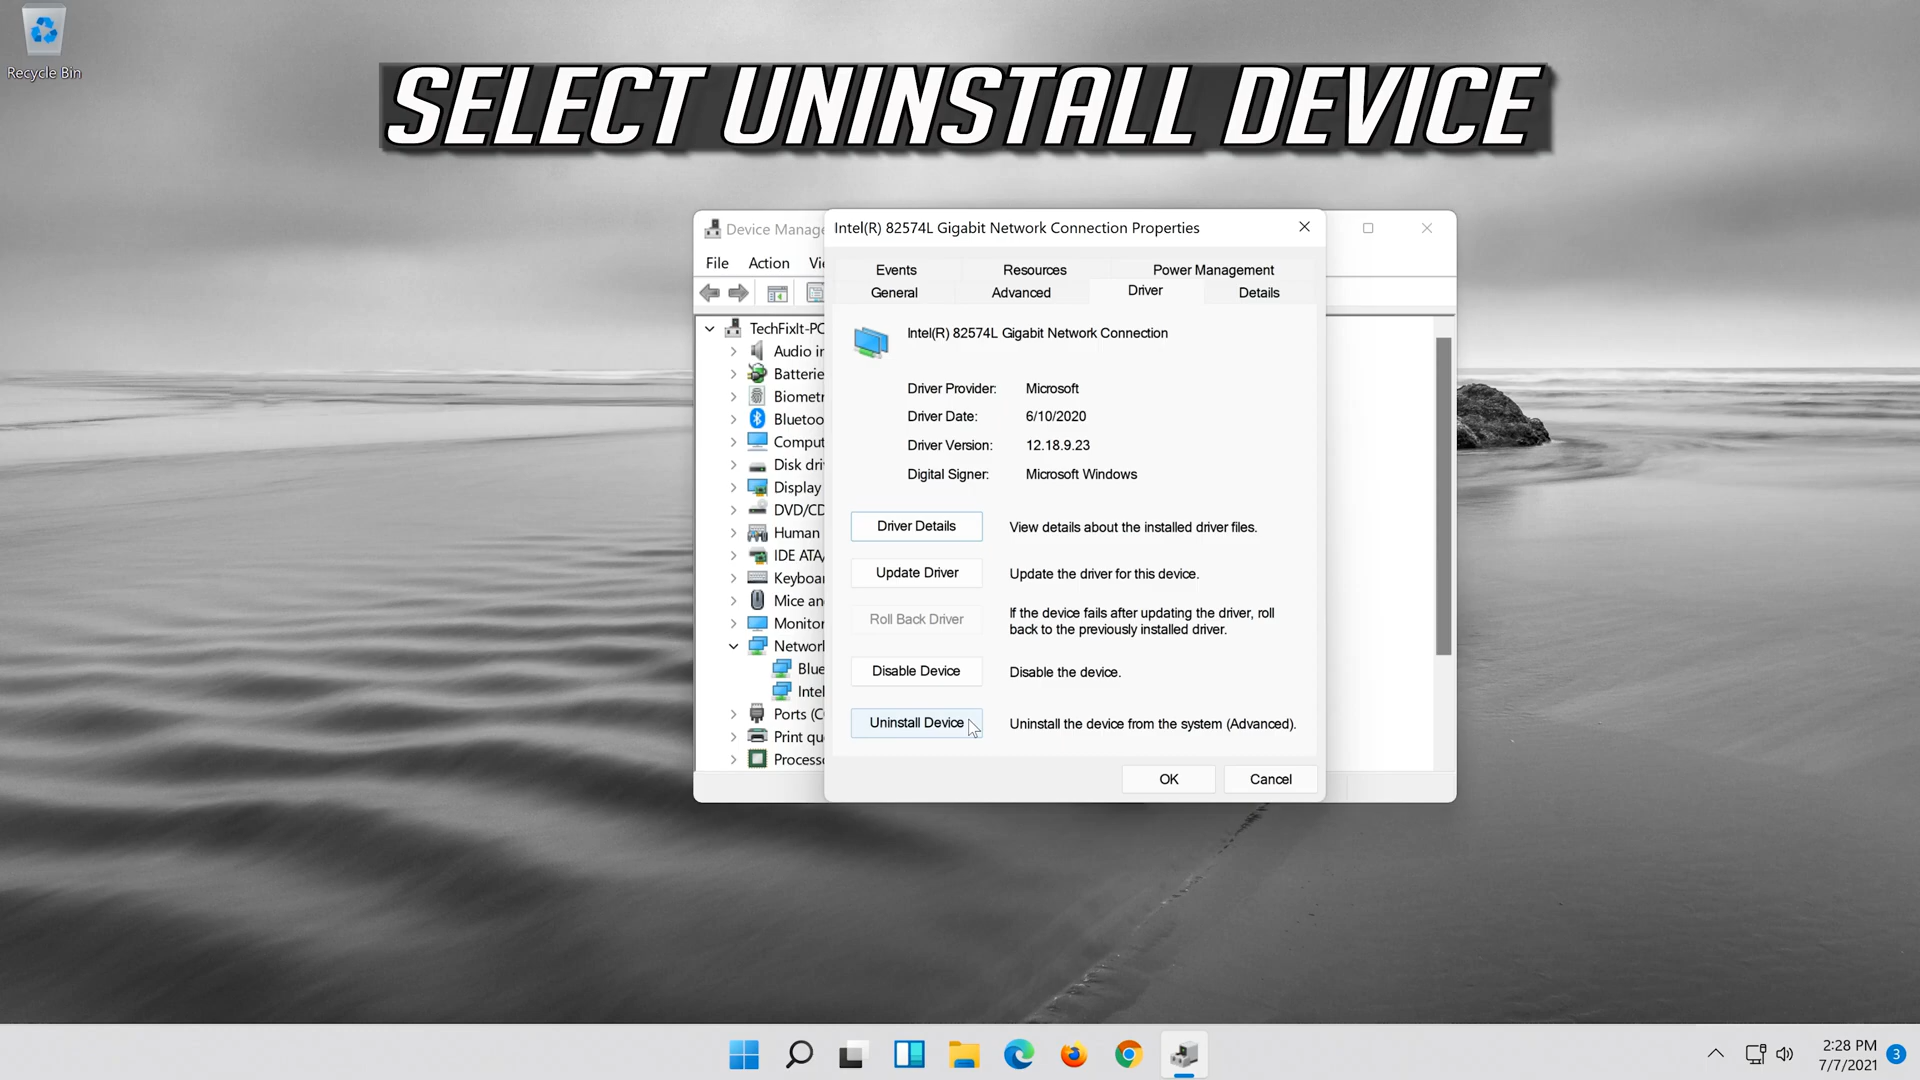 Recycle Bin
SELECT UNINSTALL DEVICE
Device Manage
File Action Vi
TechFixIt-PC
Audio in
Batterie
Biometr
Bluetoo
Comput
Disk dri
Display
DVD/CD
Human
IDE ATA
Keyboar
Mice an
Monitor
Network
Blue
Intel
Ports (C
Print qu
Processo
Intel(R) 82574L Gigabit Network Connection Properties
Events Resources Power Management
General Advanced Driver Details
Intel(R) 82574L Gigabit Network Connection
Driver Provider: Microsoft
Driver Date: 6/10/2020
Driver Version: 12.18.9.23
Digital Signer: Microsoft Windows
Driver Details View details about the installed driver files.
Update Driver Update the driver for this device.
Roll Back Driver If the device fails after updating the driver, roll
back to the previously installed driver.
Disable Device Disable the device.
Uninstall Device Uninstall the device from the system (Advanced).
OK Cancel
2:28 PM
7/7/2021
3